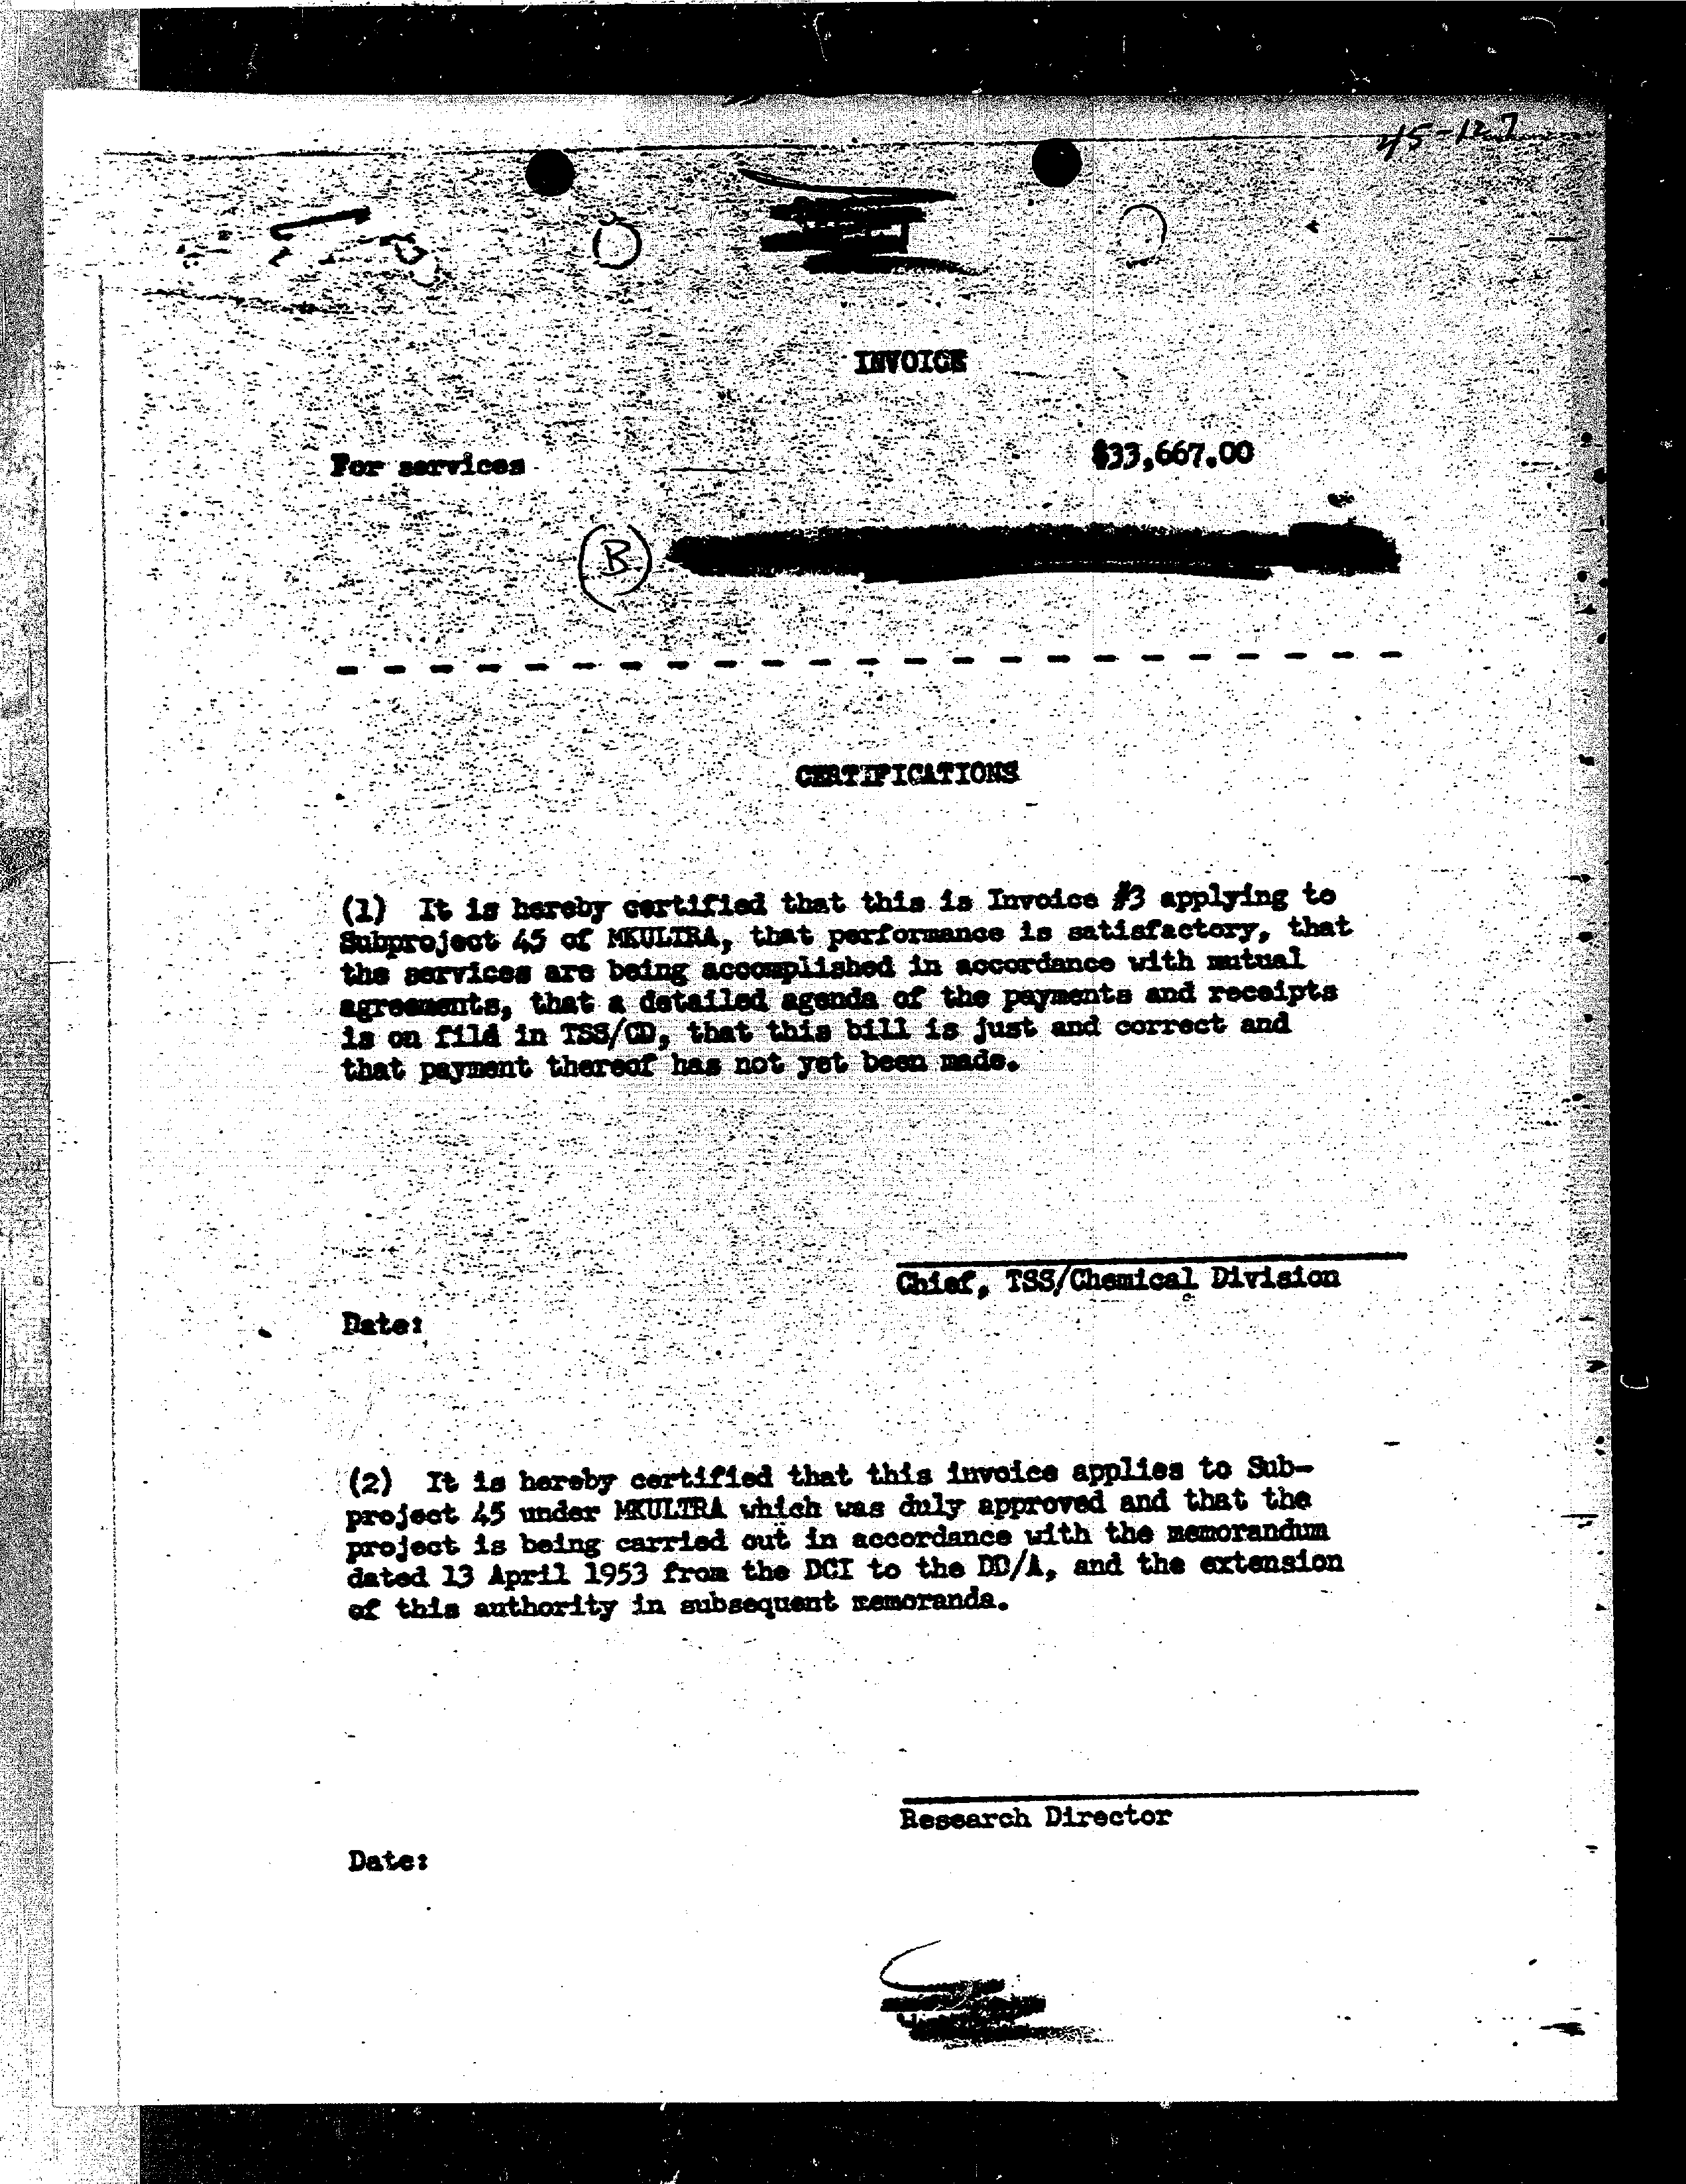 45-127
INVOICE
For services $33,667.00
B
CERTIFICATIONS
(1) It is hereby certified that this is Invoice #3 applying to
Subproject 45 of MKULTRA, that performance is satisfactory, that
the services are being accomplished in accordance with mutual
agreements, that a detailed agenda of the payments and receipts
is on file in TSS/CD, that this bill is just and correct and
that payment thereof has not yet been made.
Chief, TSS/Chemical Division
Date:
(2) It is hereby certified that this invoice applies to Sub-
project 45 under MKULTRA which was duly approved and that the
project is being carried out in accordance with the memorandum
dated 13 April 1953 from the DCI to the DD/A, and the extension
of this authority in subsequent memoranda.
Research Director
Date: